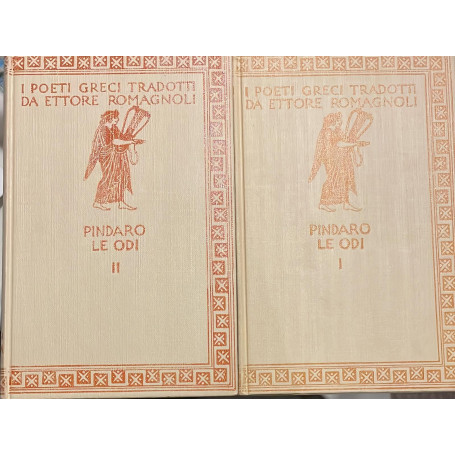 I POETI GRECI TRADOTTI
DA ETTORE ROMAGNOLI
PINDARO
LE ODI
II
I POETI GRECI TRADOTTI
DA ETTORE ROMAGNOLI
PINDARO
LE ODI
I